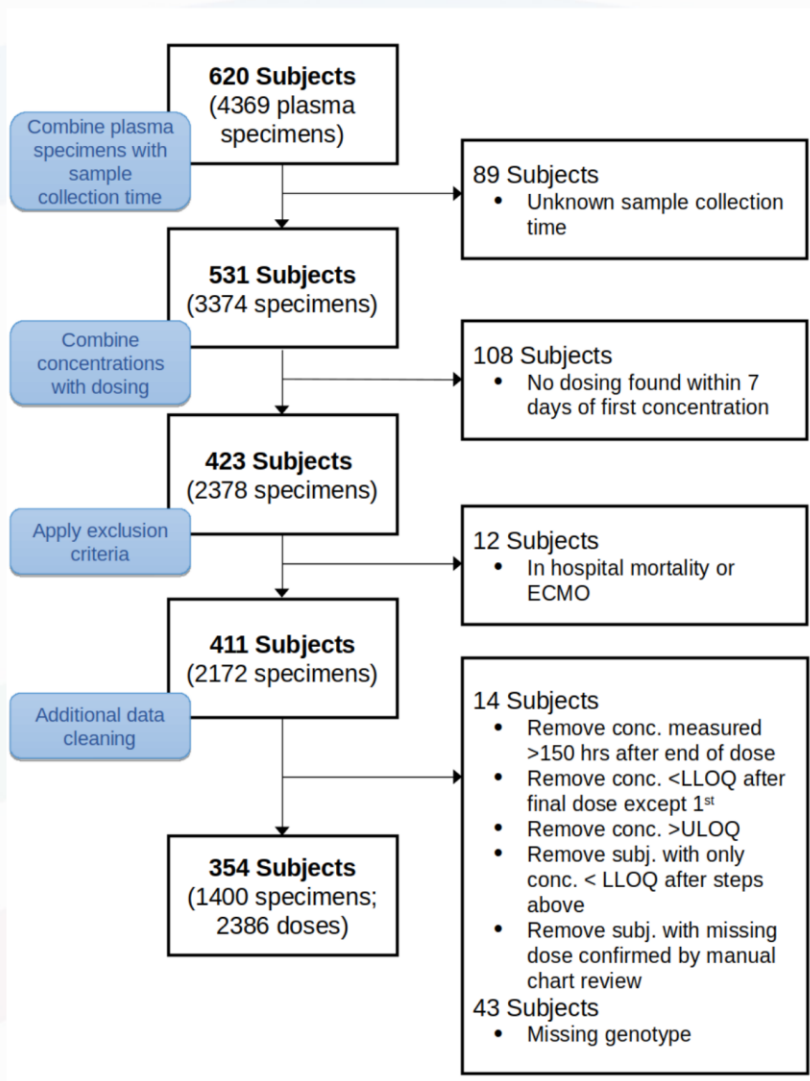 620 Subjects
(4369 plasma
specimens)
Combine plasma
specimens with
sample
collection time
89 Subjects
• Unknown sample collection
time
531 Subjects
(3374 specimens)
Combine
concentrations
with dosing
108 Subjects
• No dosing found within 7
days of first concentration
423 Subjects
(2378 specimens)
Apply exclusion
criteria
12 Subjects
• In hospital mortality or
ECMO
411 Subjects
(2172 specimens)
Additional data
cleaning
14 Subjects
• Remove conc. measured
>150 hrs after end of dose
• Remove conc. <LLOQ after
final dose except 1st
• Remove conc. >ULOQ
• Remove subj. with only
conc. < LLOQ after steps
above
• Remove subj. with missing
dose confirmed by manual
chart review
43 Subjects
• Missing genotype
354 Subjects
(1400 specimens;
2386 doses)